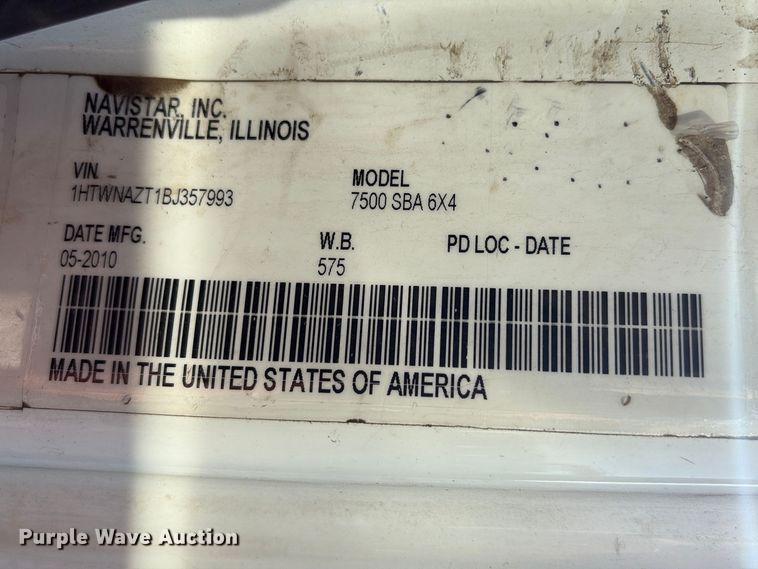 NAVISTAR, INC.
WARRENVILLE, ILLINOIS
VIN
1HTWNAZT1BJ357993
MODEL
7500 SBA 6X4
DATE MFG.
05-2010
W.B.
575
PD LOC - DATE
MADE IN THE UNITED STATES OF AMERICA
Purple Wave Auction